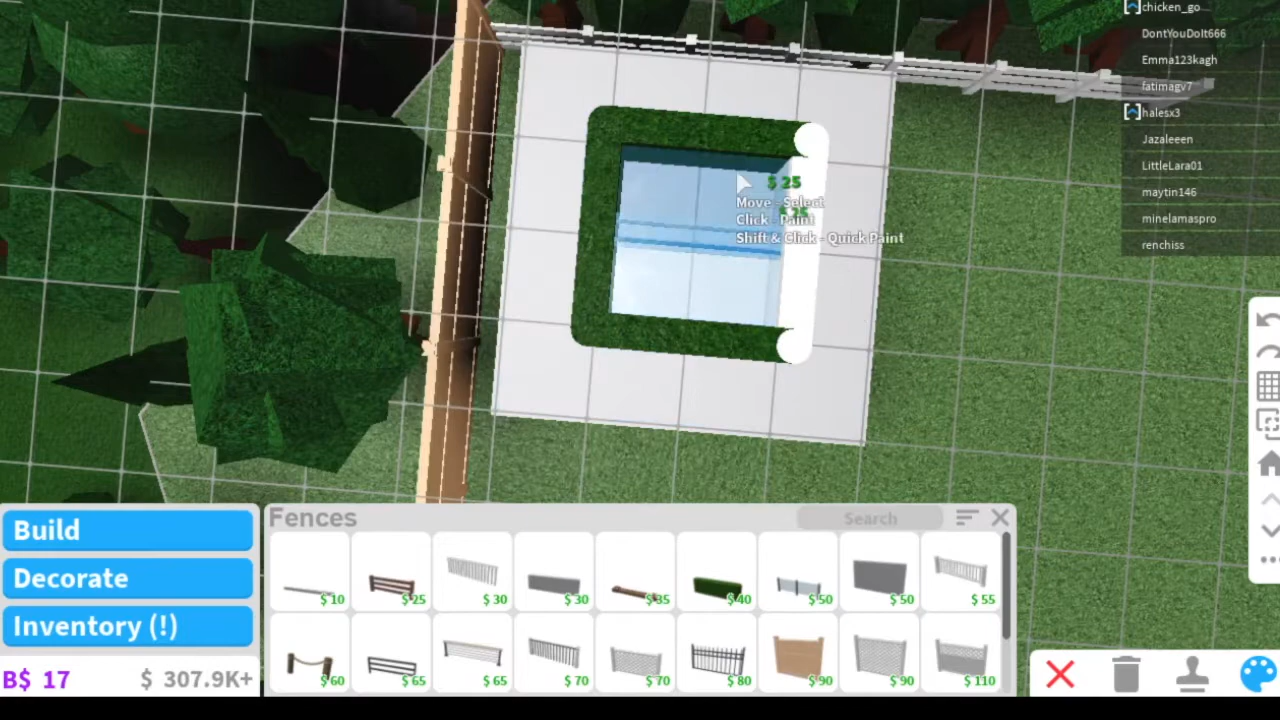 chicken_go
DontYouDoIt666
Emma123kagh
fatimagv7
halesx3
Jazaleeen
LittleLara01
maytin146
minelamaspro
renchiss
$ 25
Move - Select
$ 25
Click - Paint
Shift & Click - Quick Paint
Build
Decorate
Inventory (!)
B$ 17
$ 307.9K+
Fences
Search
$ 10
$ 25
$ 30
$ 30
$ 35
$ 40
$ 50
$ 50
$ 55
$ 60
$ 65
$ 65
$ 70
$ 70
$ 80
$ 90
$ 90
$ 110